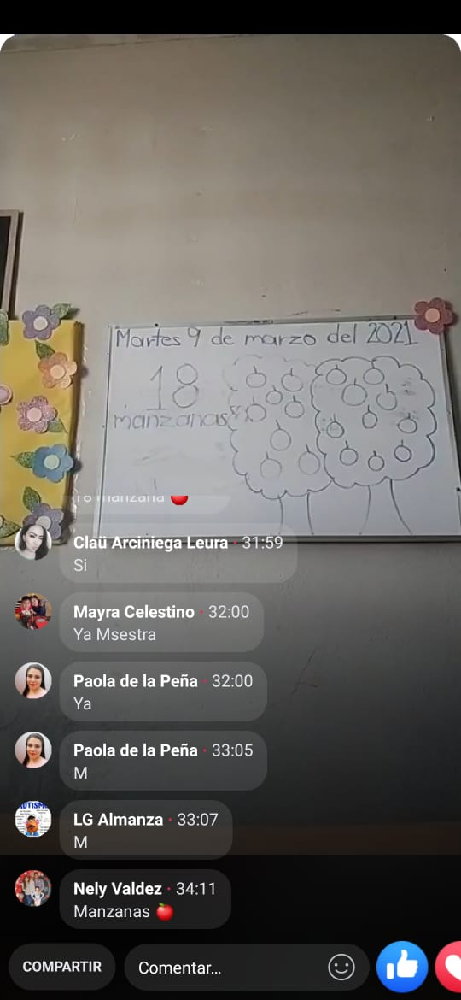 Martes 9 de marzo del 2021
18
manzanas
18 manzana 🍎
Claü Arciniega Leura · 31:59
Si
Mayra Celestino · 32:00
Ya Msestra
Paola de la Peña · 32:00
Ya
Paola de la Peña · 33:05
M
AUTISM
LG Almanza · 33:07
M
Nely Valdez · 34:11
Manzanas 🍎
COMPARTIR
Comentar...